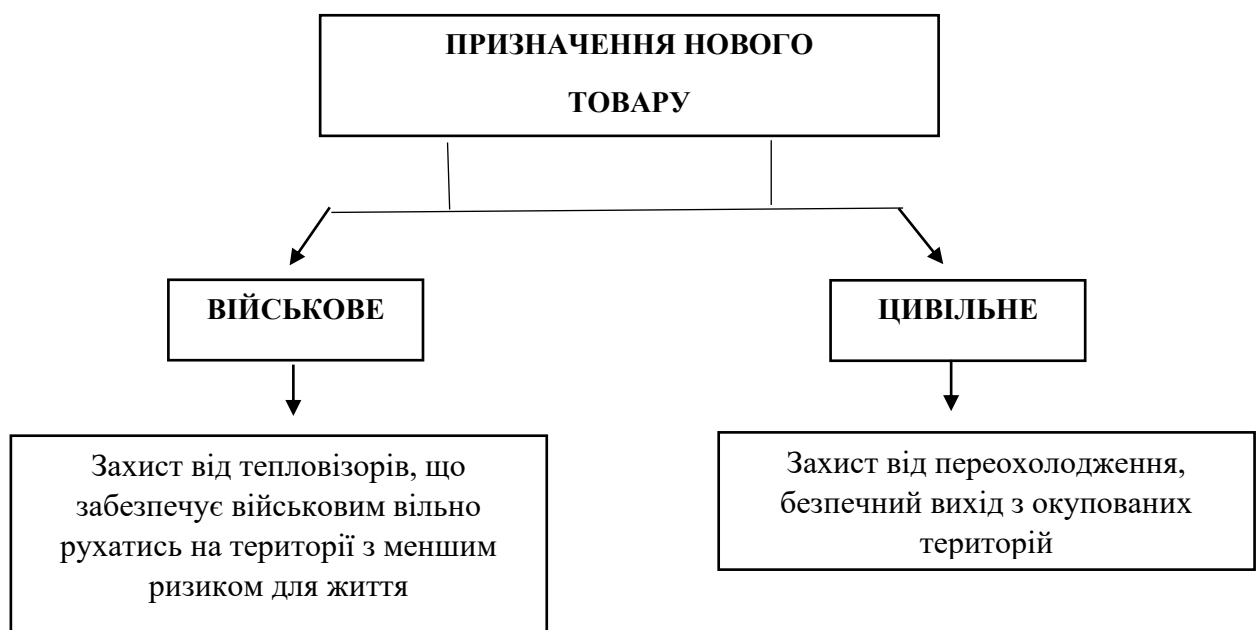 ПРИЗНАЧЕННЯ НОВОГО
ТОВАРУ
ВІЙСЬКОВЕ
ЦИВІЛЬНЕ
Захист від тепловізорів, що
забезпечує військовим вільно
рухатись на території з меншим
ризиком для життя
Захист від переохолодження,
безпечний вихід з окупованих
територій